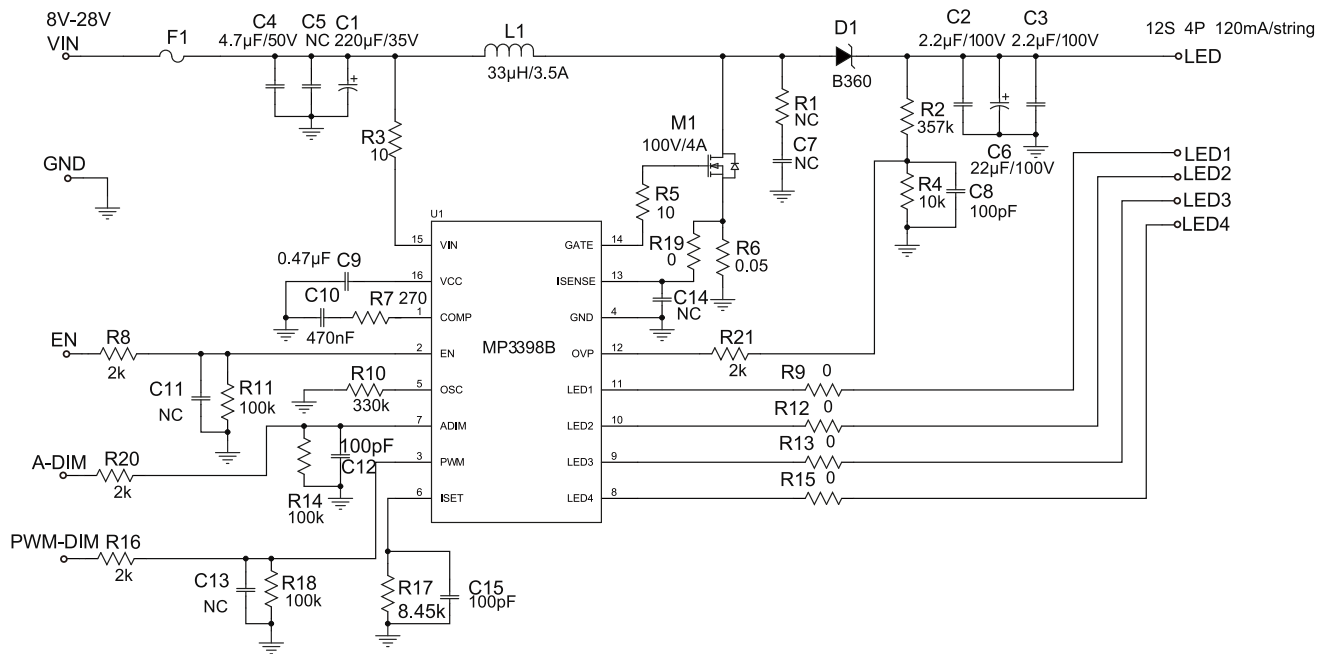 8V-28V
VIN
F1
C4
4.7µF/50V
C5
NC
C1
220µF/35V
+
L1
33µH/3.5A
D1
B360
C2
2.2µF/100V
C3
2.2µF/100V
12S 4P 120mA/string
LED
R1
NC
C7
NC
R2
357k
+
C6
22µF/100V
R3
10
M1
100V/4A
GND
R5
10
R4
10k
C8
100pF
LED1
LED2
LED3
LED4
U1
R19
0
R6
0.05
15
VIN
GATE
14
0.47µF
C9
16
VCC
ISENSE
13
C14
NC
C10
470nF
R7
270
1
COMP
GND
4
EN
R8
2k
2
EN
MP3398B
OVP
12
R21
2k
C11
NC
R11
100k
R10
330k
5
OSC
LED1
11
R9
0
7
ADIM
LED2
10
R12
0
A-DIM
R20
2k
R14
100k
100pF
C12
3
PWM
LED3
9
R13
0
6
ISET
LED4
8
R15
0
PWM-DIM
R16
2k
C13
NC
R18
100k
R17
8.45k
C15
100pF